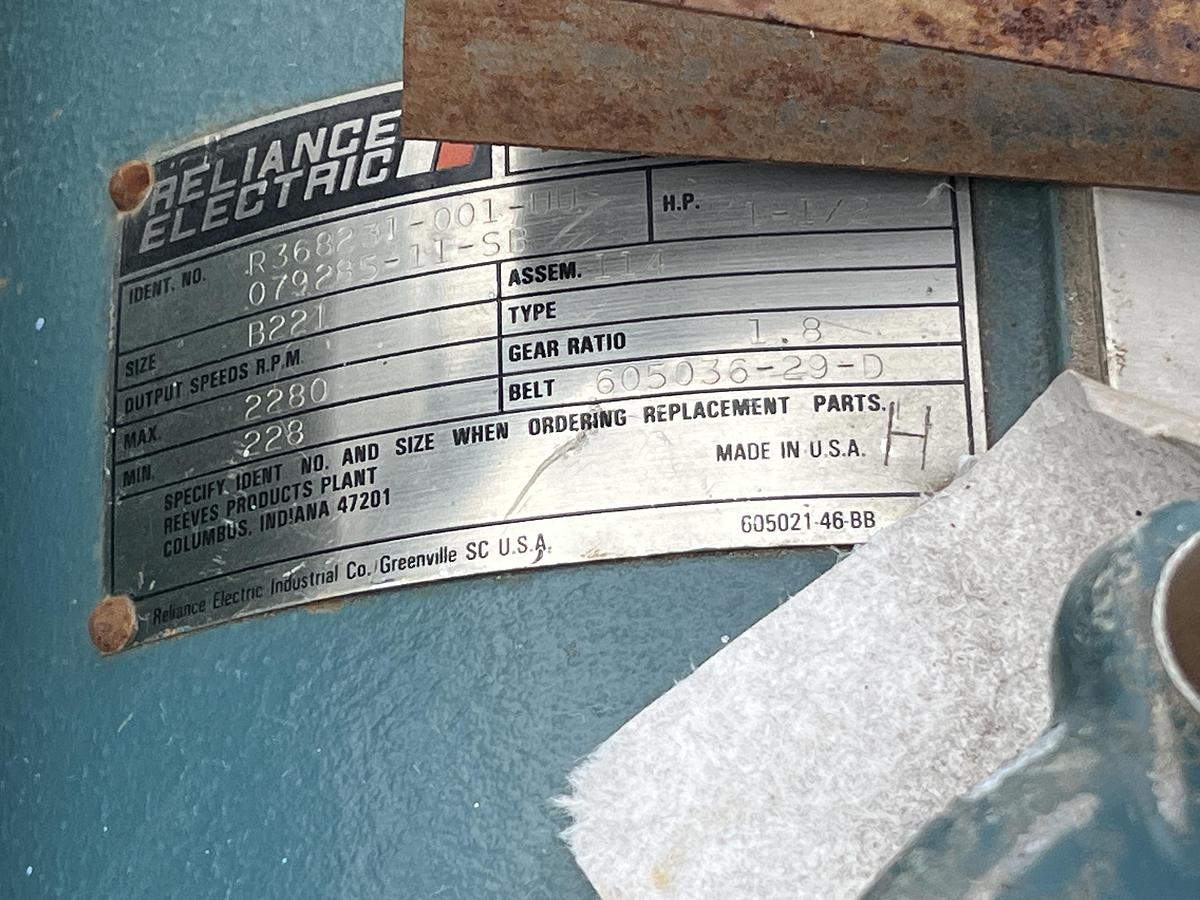 RELIANCE
ELECTRIC
IDENT. NO. R368231-001-UU
079285-11-SB
H.P. 1-1/2
SIZE B221
ASSEM. 114
OUTPUT SPEEDS R.P.M.
TYPE
MAX. 2280
GEAR RATIO 1.8
MIN. 228
BELT 605036-29-D
SPECIFY IDENT NO. AND SIZE WHEN ORDERING REPLACEMENT PARTS.
REEVES PRODUCTS PLANT
COLUMBUS, INDIANA 47201
MADE IN U.S.A. H
Reliance Electric Industrial Co./Greenville SC U.S.A.
605021-46-BB